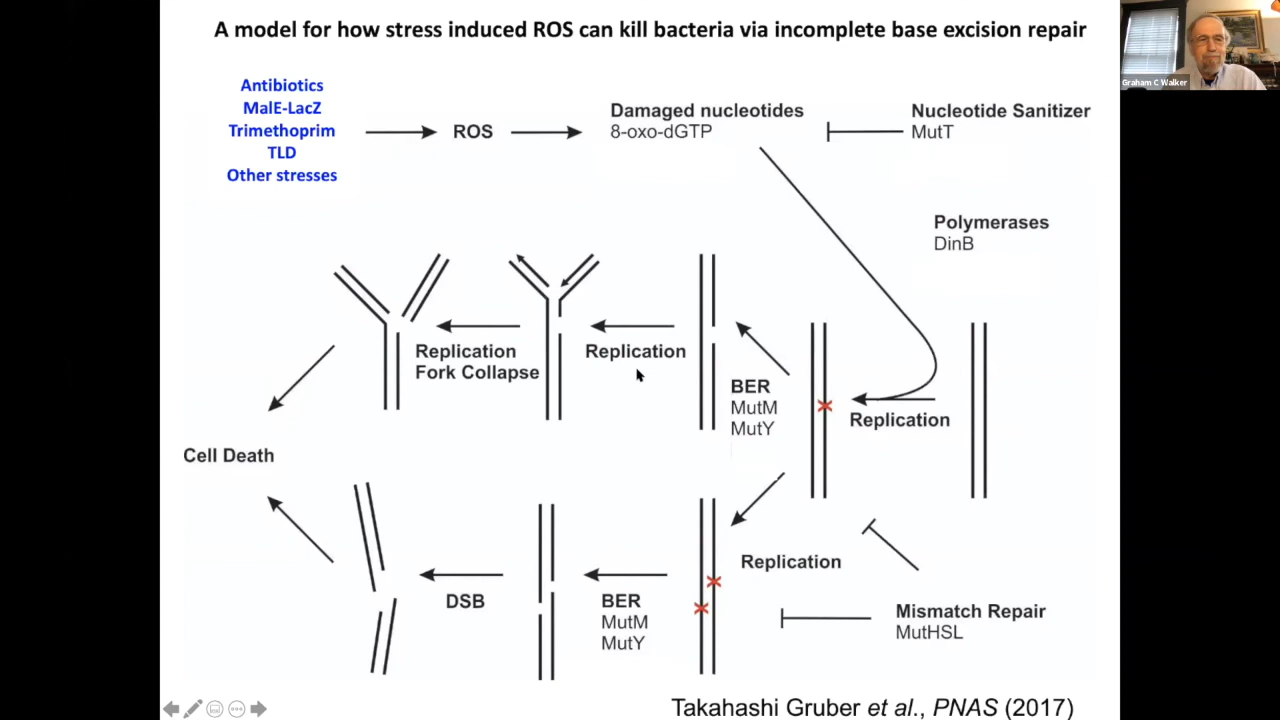 A model for how stress induced ROS can kill bacteria via incomplete base excision repair
Graham C Walker
Antibiotics
MalE-LacZ
Trimethoprim
TLD
Other stresses
ROS
Damaged nucleotides
8-oxo-dGTP
Nucleotide Sanitizer
MutT
Polymerases
DinB
Replication
Fork Collapse
Replication
BER
MutM
MutY
Replication
Cell Death
DSB
BER
MutM
MutY
Replication
Mismatch Repair
MutHSL
Takahashi Gruber et al., PNAS (2017)